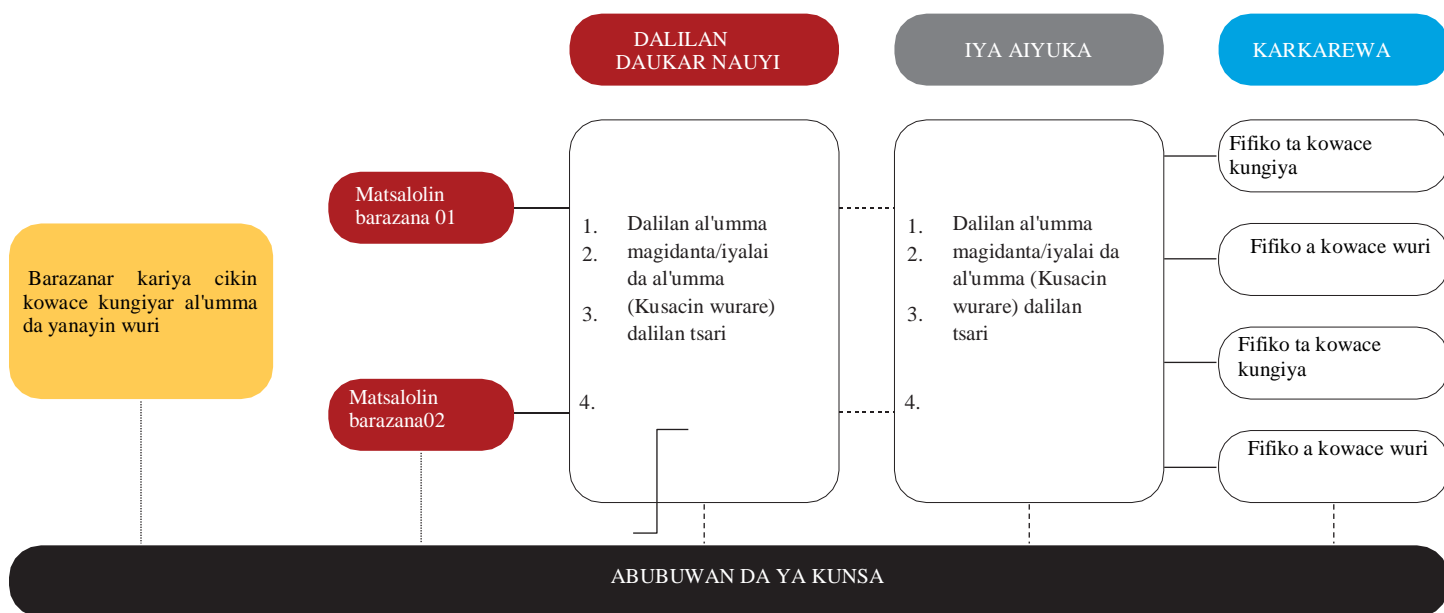 DALILAN
DAUKAR NAUYI
IYA AIYUKA
KARKAREWA
Barazanar kariya cikin
kowace kungiyar al'umma
da yanayin wuri
Matsalolin
barazana 01
Matsalolin
barazana02
1. Dalilan al'umma
2. magidanta/iyalai
da al'umma
(Kusacin wurare)
3. dalilan tsari
4.
1. Dalilan al'umma
2. magidanta/iyalai da
al'umma (Kusacin
3. wurare) dalilan
tsari
4.
Fifiko ta kowace
kungiya
Fifiko a kowace wuri
Fifiko ta kowace
kungiya
Fifiko a kowace wuri
ABUBUWAN DA YA KUNSA